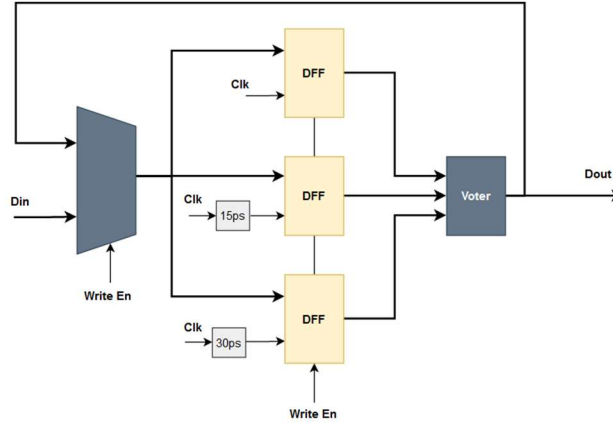 DFF
Clk
DFF
Clk
15ps
Din
Voter
Dout
Write En
DFF
Clk
30ps
Write En